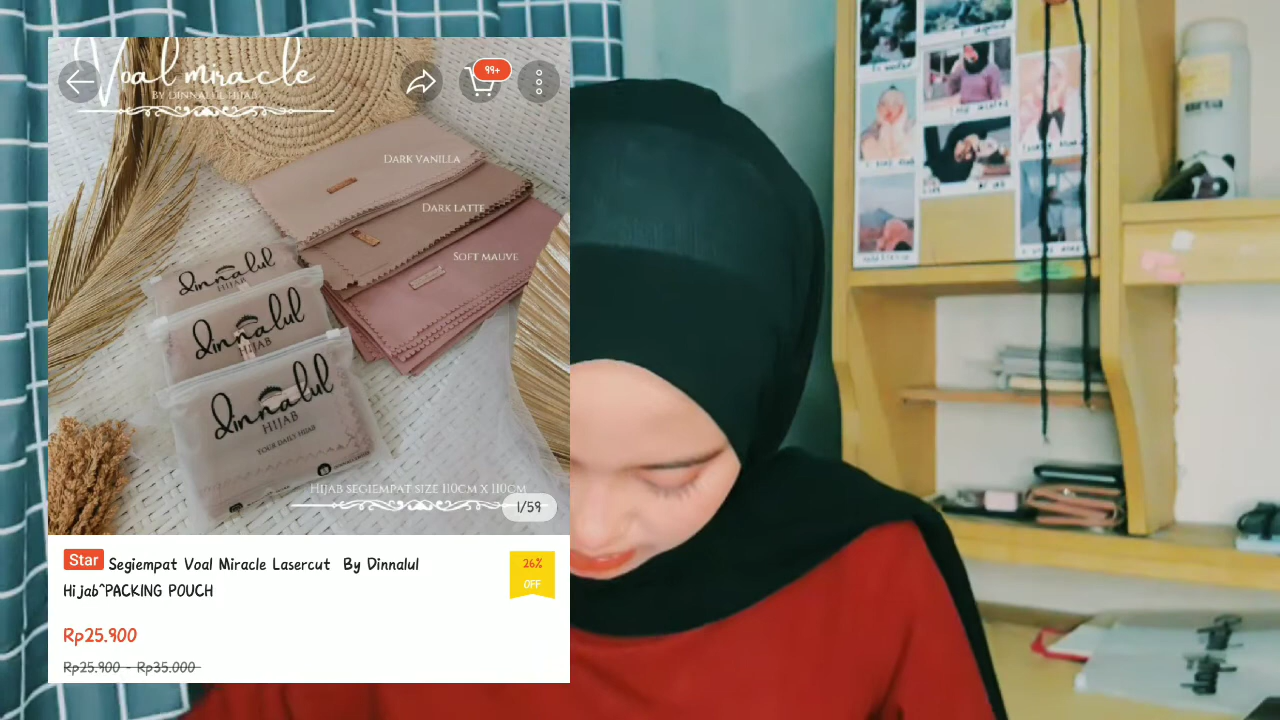 Voal miracle
BY DINNALUL HIJAB
99+
DARK VANILLA
DARK LATTE
SOFT MAUVE
dinnalul
HIJAB
dinnalul
HIJAB
dinnalul
HIJAB
YOUR DAILY HIJAB
HIJAB SEGIEMPAT SIZE 110CM X 110CM
1/59
Star Segiempat Voal Miracle Lasercut By Dinnalul
Hijab^PACKING POUCH
26%
OFF
Rp25.900
Rp25.900 - Rp35.000